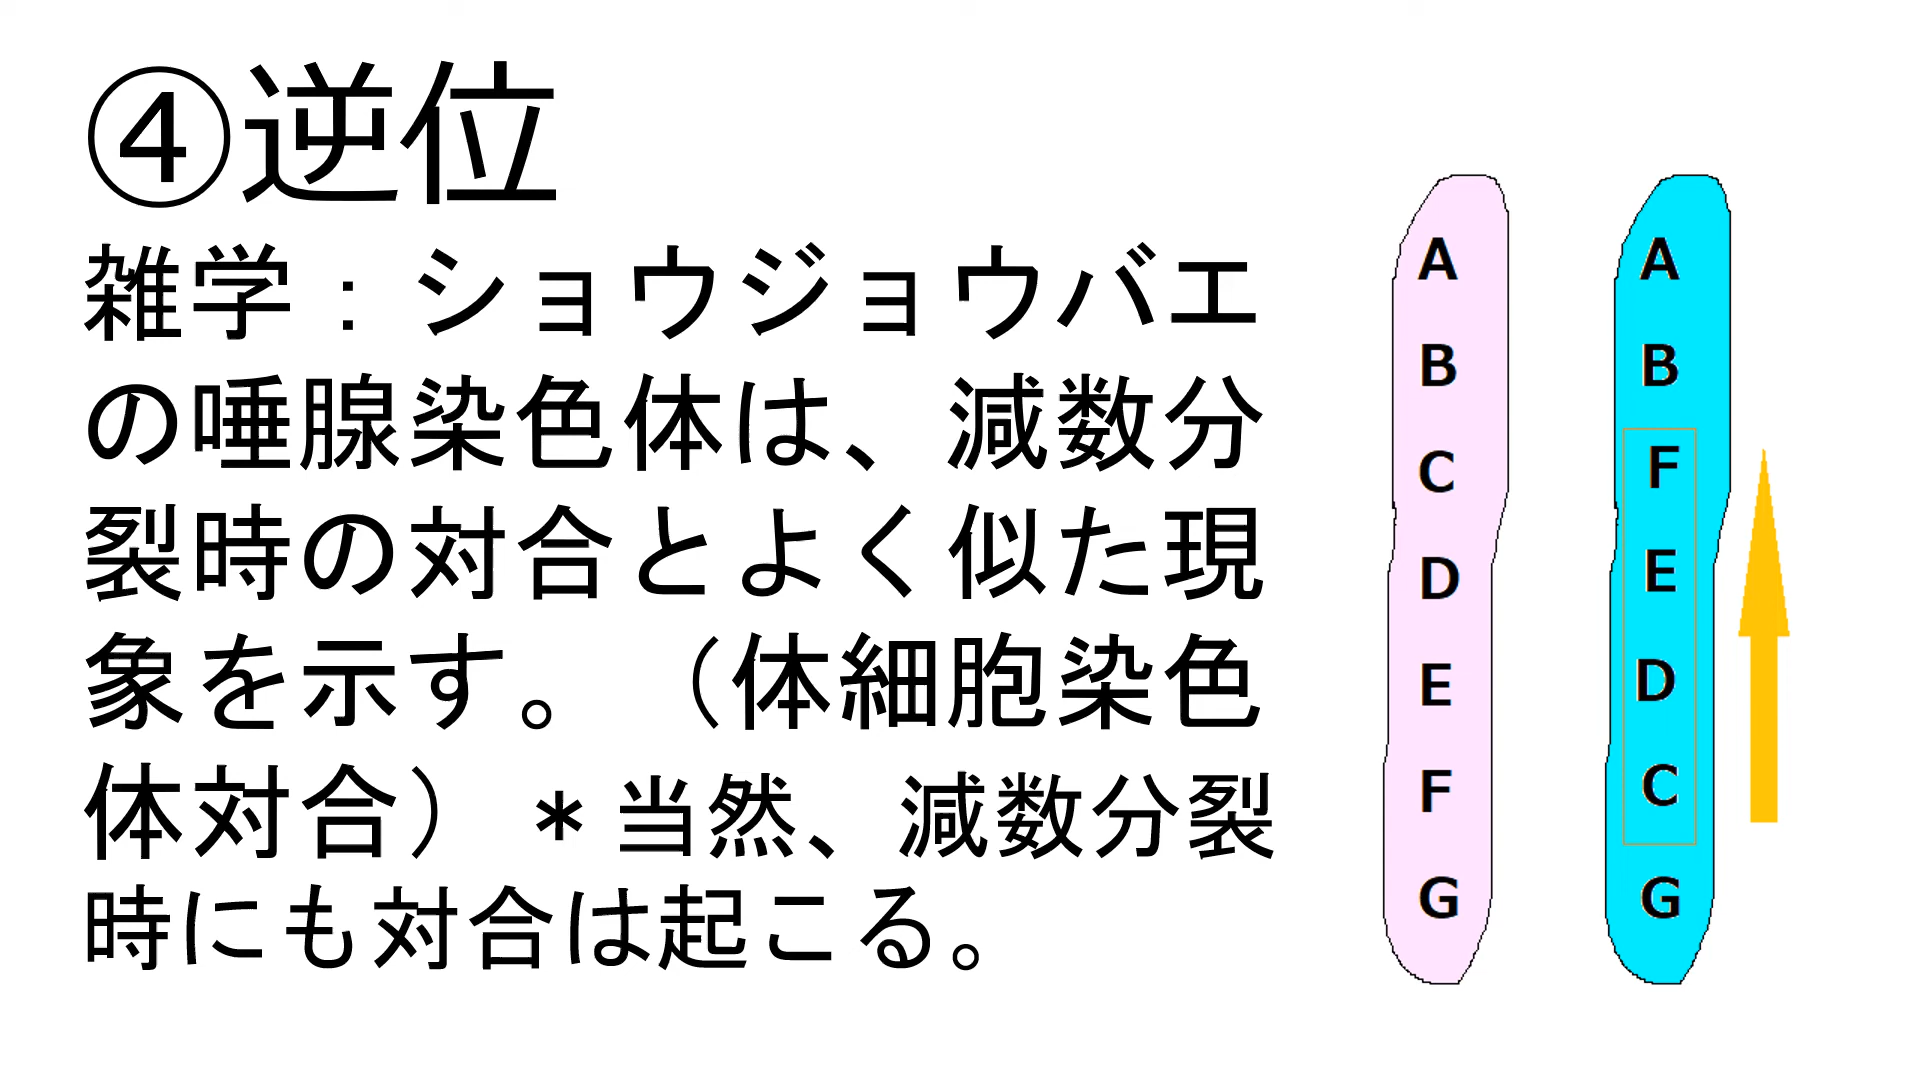 ④逆位
雑学：ショウジョウバエ
の唾腺染色体は、減数分
裂時の対合とよく似た現
象を示す。（体細胞染色
体対合）＊当然、減数分裂
時にも対合は起こる。
A
B
C
D
E
F
G
A
B
F
E
D
C
G